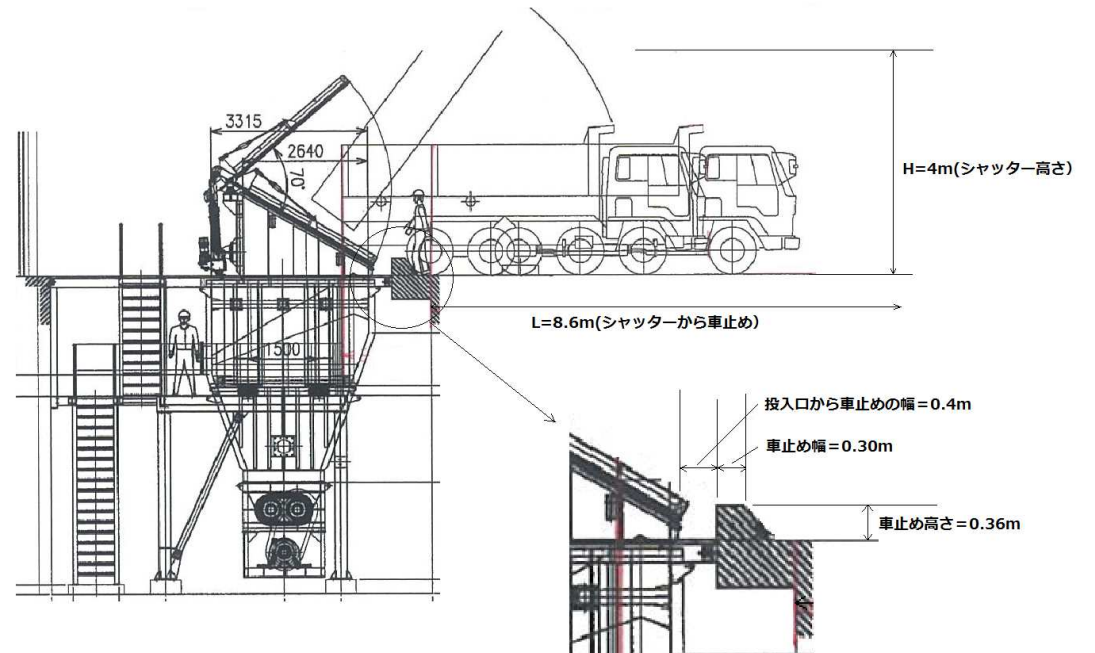 3315
2640
70°
H=4m(シャッター高さ)
L=8.6m(シャッターから車止め)
1500
投入口から車止めの幅＝0.4m
車止め幅＝0.30m
車止め高さ＝0.36m